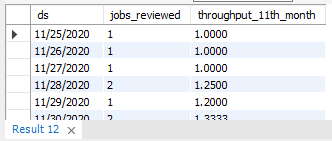 ds jobs_reviewed throughput_11th_month
11/25/2020 1 1.0000
11/26/2020 1 1.0000
11/27/2020 1 1.0000
11/28/2020 2 1.2500
11/29/2020 1 1.2000
11/30/2020 2 1.3333
Result 12 ×